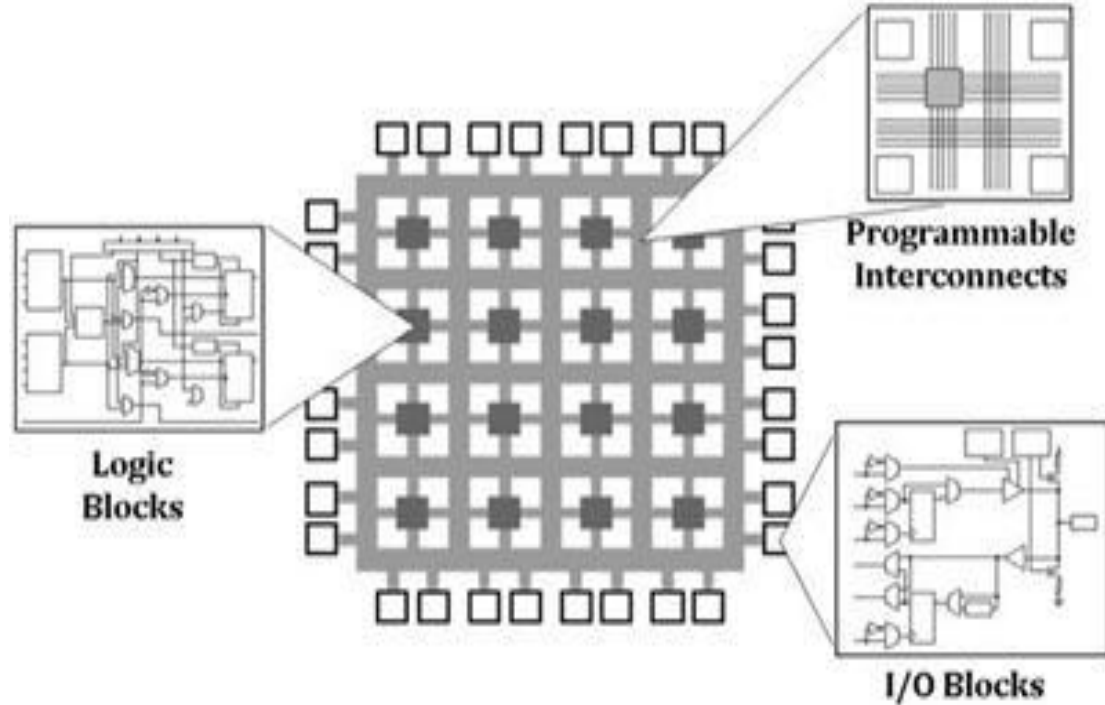 Programmable
Interconnects
Logic
Blocks
I/O Blocks